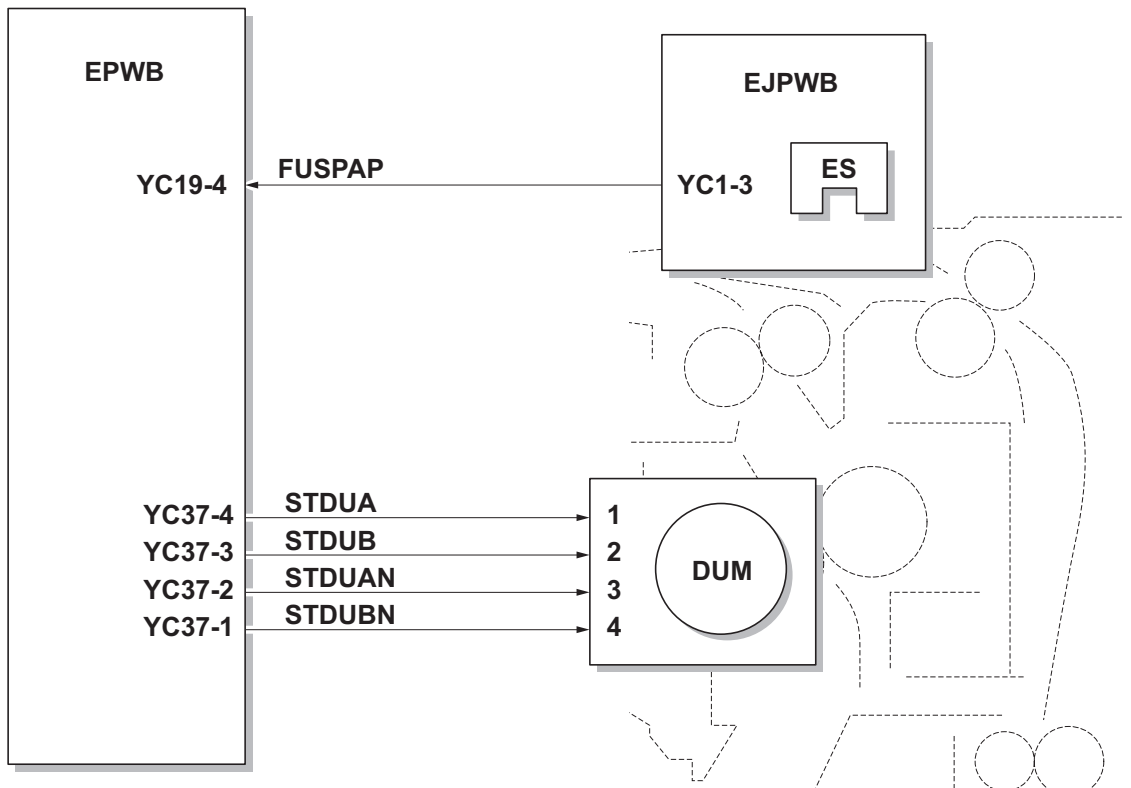 EPWB
EJPWB
FUSPAP
ES
YC19-4
YC1-3
STDUA
YC37-4
1
STDUB
YC37-3
2
STDUAN
DUM
YC37-2
3
STDUBN
YC37-1
4